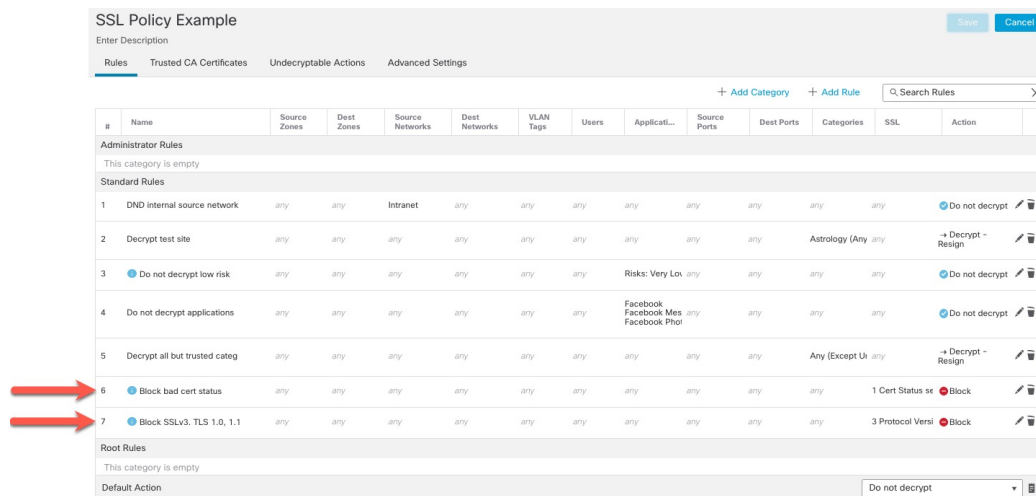 SSL Policy Example
Save Cancel
Enter Description
Rules Trusted CA Certificates Undecryptable Actions Advanced Settings
+ Add Category + Add Rule Search Rules X
# Name Source Zones Dest Zones Source Networks Dest Networks VLAN Tags Users Applicati... Source Ports Dest Ports Categories SSL Action
Administrator Rules
This category is empty
Standard Rules
1 DND internal source network any any Intranet any any any any any any any any Do not decrypt
2 Decrypt test site any any any any any any any any any Astrology (Any any → Decrypt - Resign
3 Do not decrypt low risk any any any any any any Risks: Very Lov any any any any Do not decrypt
4 Do not decrypt applications any any any any any any Facebook Facebook Mes Facebook Phot any any any any Do not decrypt
5 Decrypt all but trusted categ any any any any any any any any any Any (Except Ur any → Decrypt - Resign
6 Block bad cert status any any any any any any any any any any 1 Cert Status se Block
7 Block SSLv3. TLS 1.0, 1.1 any any any any any any any any any any 3 Protocol Versi Block
Root Rules
This category is empty
Default Action Do not decrypt